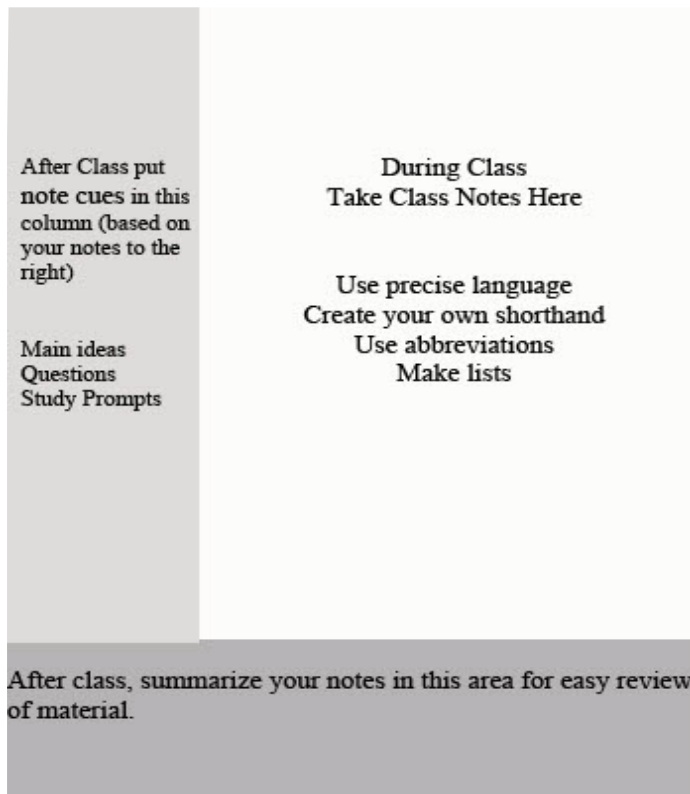 After Class put
note cues in this
column (based on
your notes to the
right)
Main ideas
Questions
Study Prompts
During Class
Take Class Notes Here
Use precise language
Create your own shorthand
Use abbreviations
Make lists
After class, summarize your notes in this area for easy review
of material.